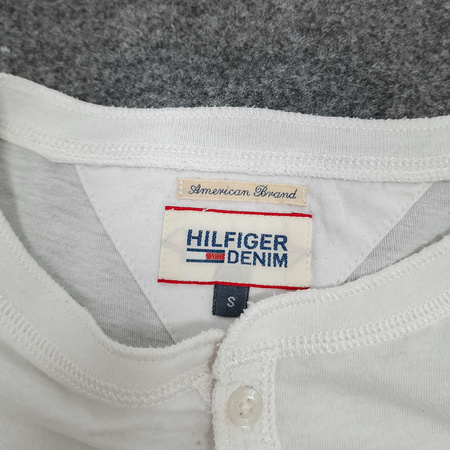 American Brand
HILFIGER
DENIM
S